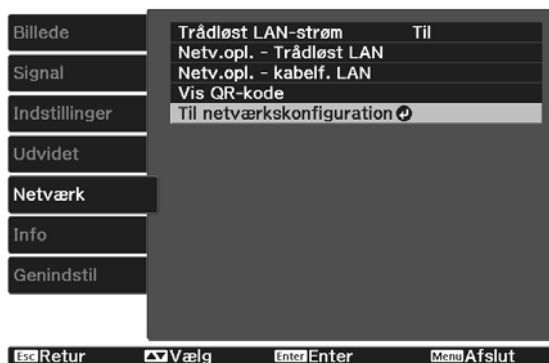 Billede
Signal
Indstillinger
Udvidet
Netværk
Info
Genindstil
Trådløst LAN-strøm Til
Netv.opl. - Trådløst LAN
Netv.opl. - kabelf. LAN
Vis QR-kode
Til netværkskonfiguration
Esc Retur Vælg Enter Enter Menu Afslut